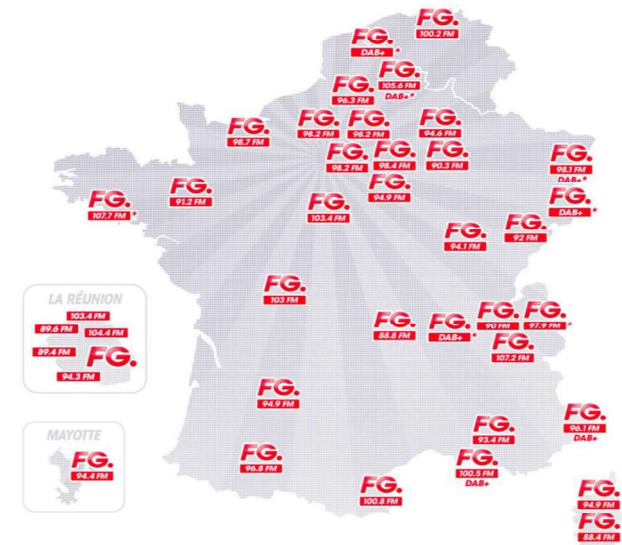 FG.
100.2 FM
FG.
DAB+ *
FG.
105.6 FM
DAB+*
FG.
96.3 FM
FG.
98.7 FM
FG.
98.2 FM
FG.
98.2 FM
FG.
94.6 FM
FG.
98.2 FM
FG.
98.4 FM
FG.
90.3 FM
FG.
98.1 FM
DAB+*
FG.
94.9 FM
FG.
91.2 FM
FG.
107.7 FM *
FG.
103.4 FM
FG.
DAB+ *
FG.
92 FM
FG.
94.1 FM
FG.
103 FM
LA RÉUNION
103.4 FM
89.6 FM
104.4 FM
89.4 FM
FG.
94.3 FM
FG.
88.8 FM
FG.
DAB+ *
FG.
90 FM
FG.
97.9 FM *
FG.
107.2 FM
FG.
94.9 FM
FG.
96.1 FM
DAB+
FG.
93.4 FM
MAYOTTE
FG.
94.4 FM
FG.
96.8 FM
FG.
100.5 FM
DAB+
FG.
100.8 FM
FG.
94.9 FM
FG.
88.4 FM